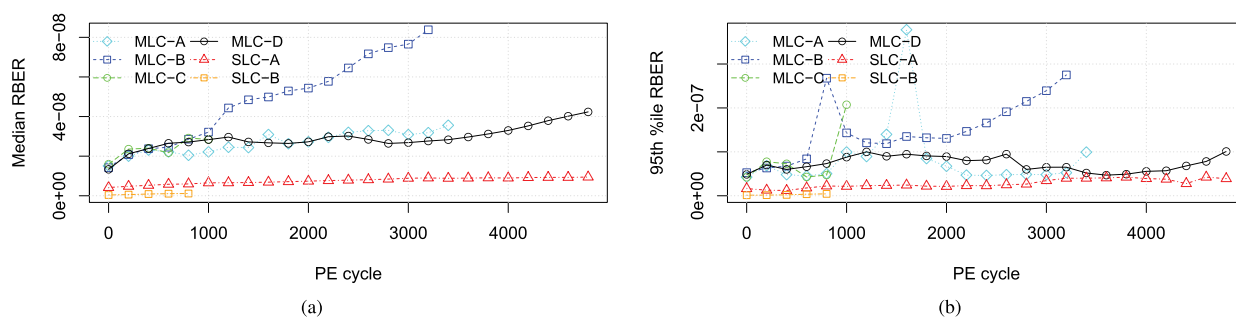 Median RBER
0e+00 4e−08 8e−08
MLC−A MLC−D
MLC−B SLC−A
MLC−C SLC−B
0 1000 2000 3000 4000
PE cycle
(a)
95th %ile RBER
0e+00 2e−07
MLC−A MLC−D
MLC−B SLC−A
MLC−C SLC−B
0 1000 2000 3000 4000
PE cycle
(b)